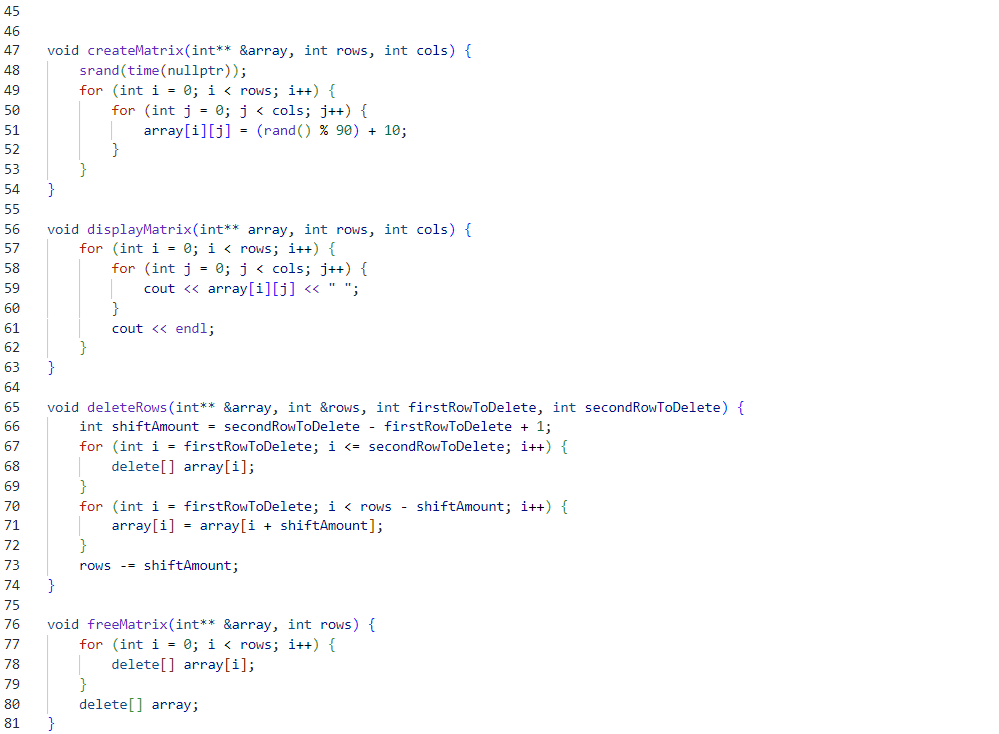 45
46
47 void createMatrix(int** &array, int rows, int cols) {
48     srand(time(nullptr));
49     for (int i = 0; i < rows; i++) {
50         for (int j = 0; j < cols; j++) {
51             array[i][j] = (rand() % 90) + 10;
52         }
53     }
54 }
55
56 void displayMatrix(int** array, int rows, int cols) {
57     for (int i = 0; i < rows; i++) {
58         for (int j = 0; j < cols; j++) {
59             cout << array[i][j] << " ";
60         }
61         cout << endl;
62     }
63 }
64
65 void deleteRows(int** &array, int &rows, int firstRowToDelete, int secondRowToDelete) {
66     int shiftAmount = secondRowToDelete - firstRowToDelete + 1;
67     for (int i = firstRowToDelete; i <= secondRowToDelete; i++) {
68         delete[] array[i];
69     }
70     for (int i = firstRowToDelete; i < rows - shiftAmount; i++) {
71         array[i] = array[i + shiftAmount];
72     }
73     rows -= shiftAmount;
74 }
75
76 void freeMatrix(int** &array, int rows) {
77     for (int i = 0; i < rows; i++) {
78         delete[] array[i];
79     }
80     delete[] array;
81 }